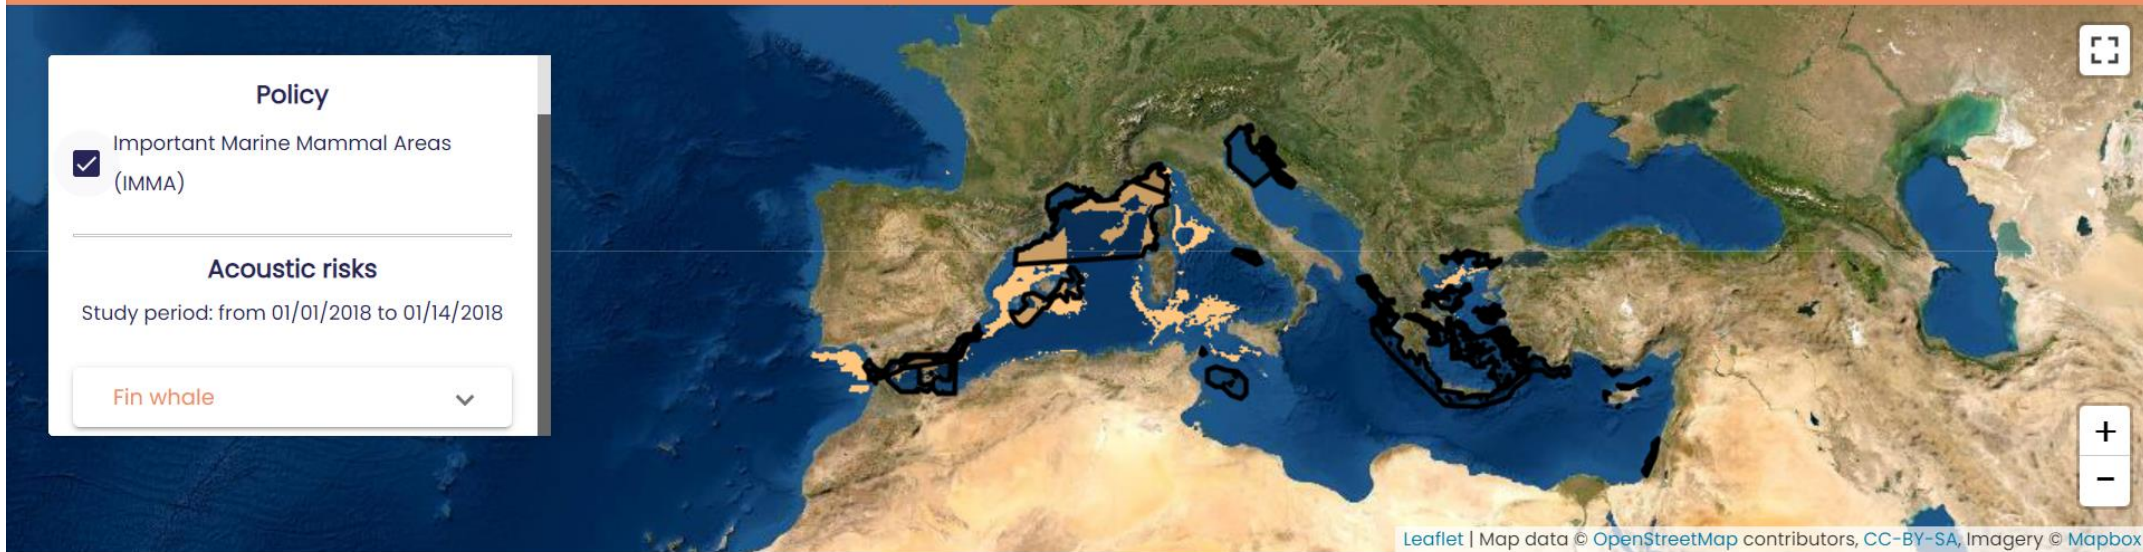 Policy
Important Marine Mammal Areas
(IMMA)
Acoustic risks
Study period: from 01/01/2018 to 01/14/2018
Fin whale
+
−
Leaflet | Map data © OpenStreetMap contributors, CC-BY-SA, Imagery © Mapbox